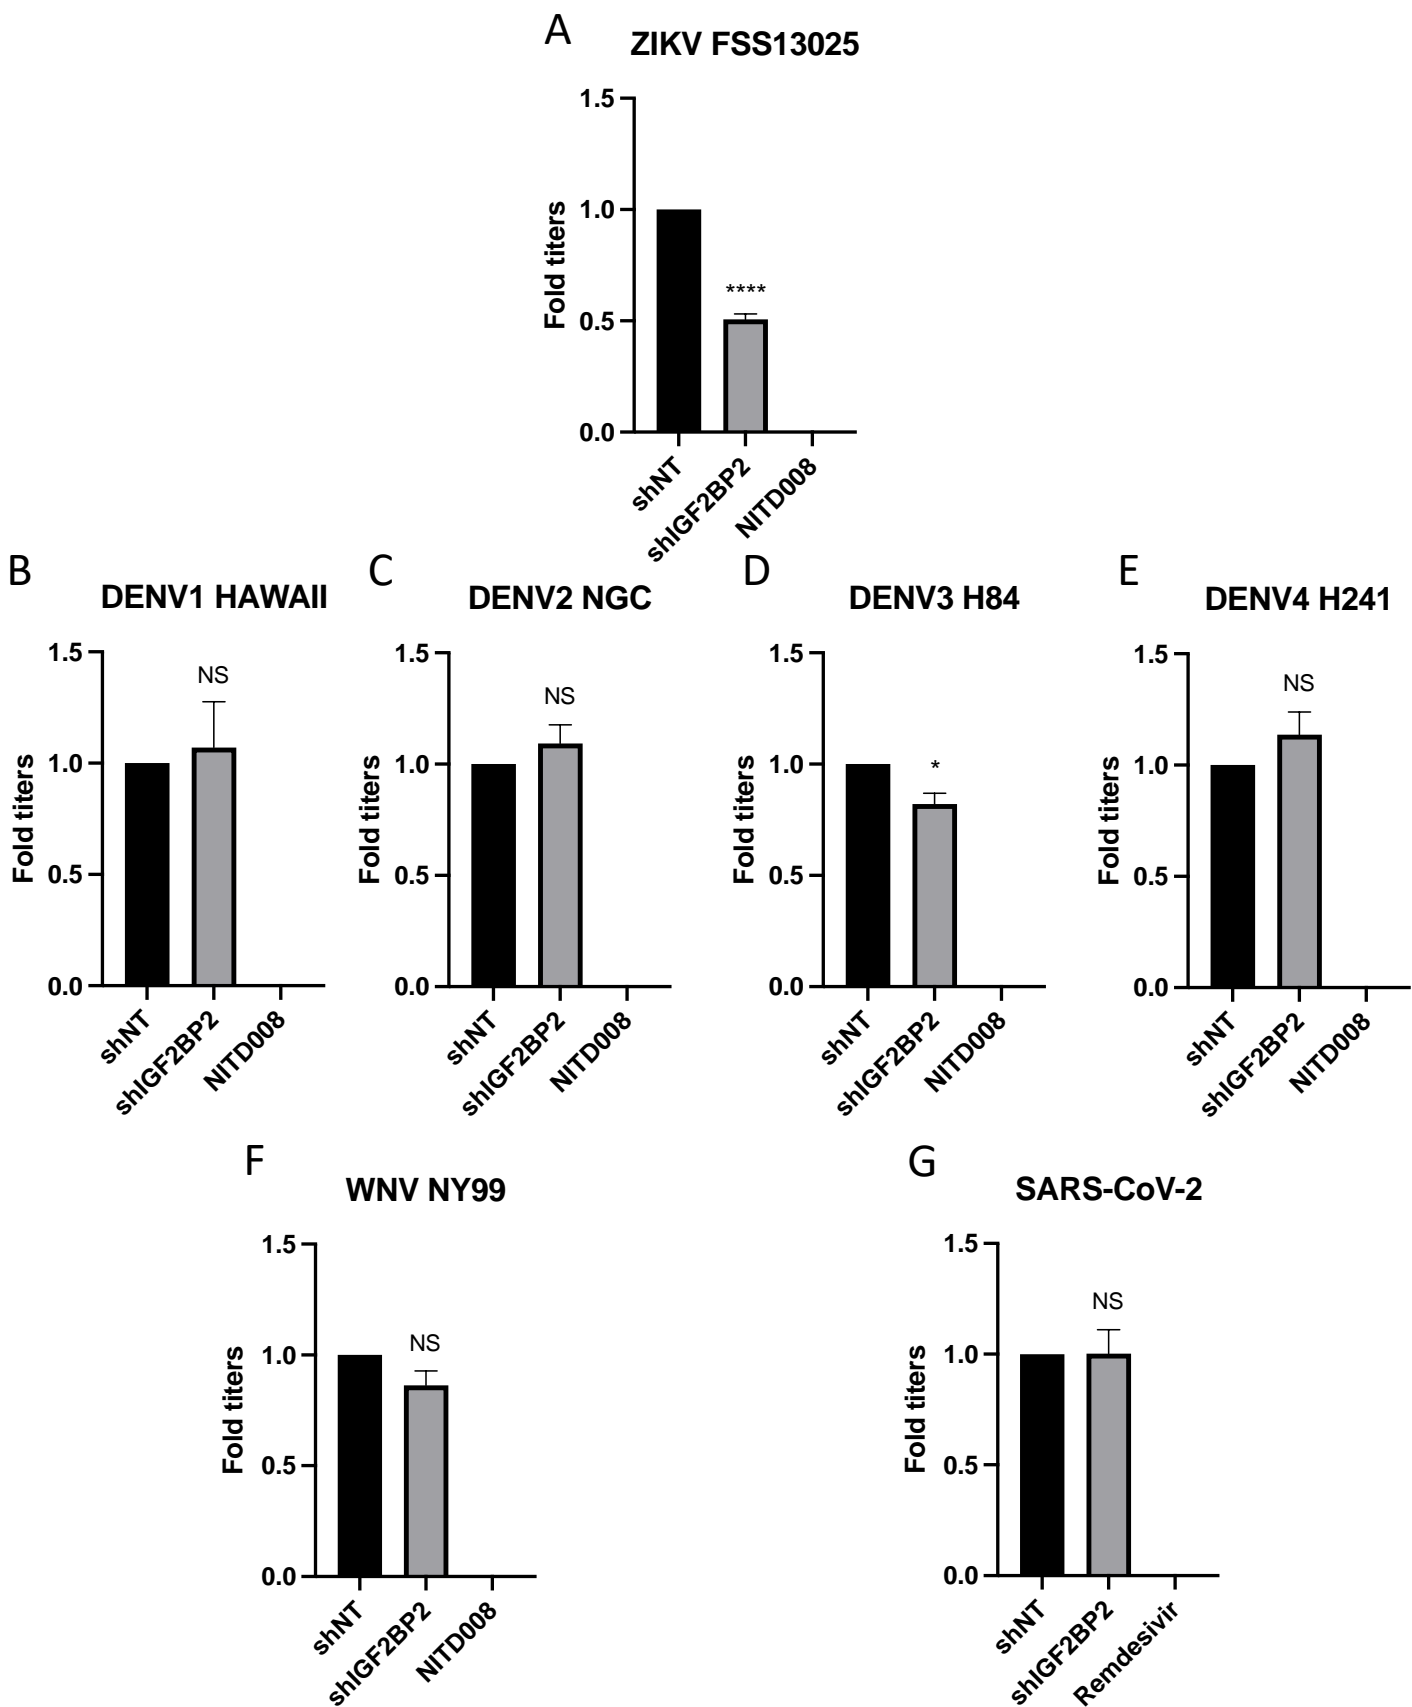 A
ZIKV FSS13025
1.5
1.0
0.5
0.0
Fold titers
****
shNT
shIGF2BP2
NITD008
B
DENV1 HAWAII
1.5
1.0
0.5
0.0
Fold titers
NS
shNT
shIGF2BP2
NITD008
C
DENV2 NGC
1.5
1.0
0.5
0.0
Fold titers
NS
shNT
shIGF2BP2
NITD008
D
DENV3 H84
1.5
1.0
0.5
0.0
Fold titers
*
shNT
shIGF2BP2
NITD008
E
DENV4 H241
1.5
1.0
0.5
0.0
Fold titers
NS
shNT
shIGF2BP2
NITD008
F
WNV NY99
1.5
1.0
0.5
0.0
Fold titers
NS
shNT
shIGF2BP2
NITD008
G
SARS-CoV-2
1.5
1.0
0.5
0.0
Fold titers
NS
shNT
shIGF2BP2
Remdesivir